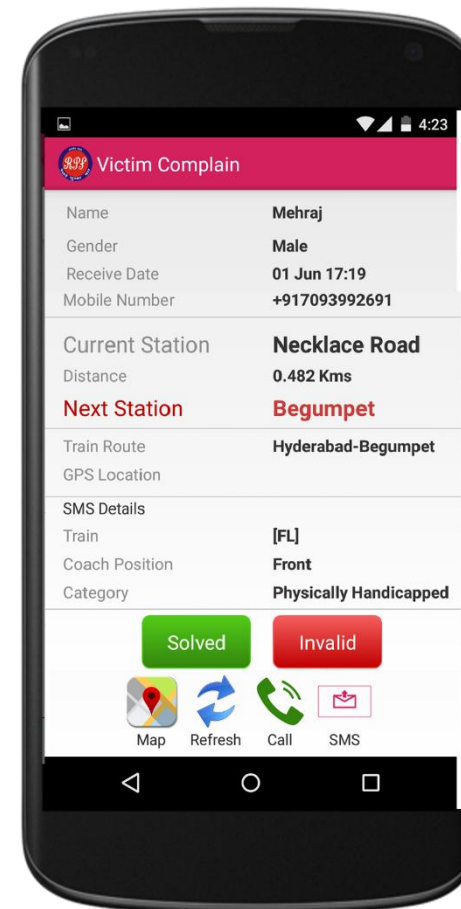 4:23
RPF Victim Complain
Name Mehraj
Gender Male
Receive Date 01 Jun 17:19
Mobile Number +917093992691
Current Station Necklace Road
Distance 0.482 Kms
Next Station Begumpet
Train Route Hyderabad-Begumpet
GPS Location
SMS Details
Train [FL]
Coach Position Front
Category Physically Handicapped
Solved Invalid
Map Refresh Call SMS